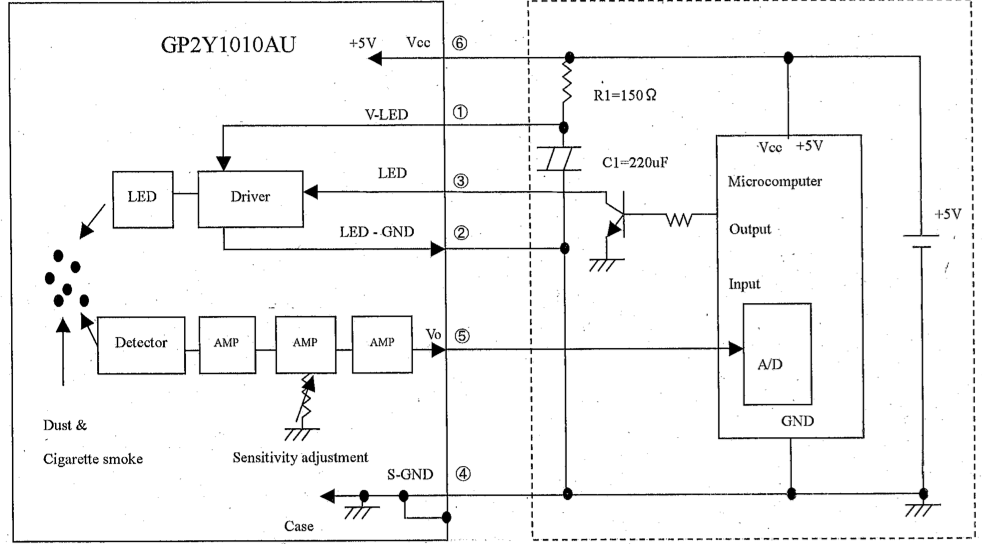 GP2Y1010AU
+5V Vcc ⑥
R1=150Ω
V-LED ①
C1=220uF
Vcc +5V
Microcomputer
LED ③
LED
Driver
+5V
LED - GND ②
Output
Input
Vo ⑤
Detector
AMP
AMP
AMP
A/D
GND
Dust &
Cigarette smoke
Sensitivity adjustment
S-GND ④
Case